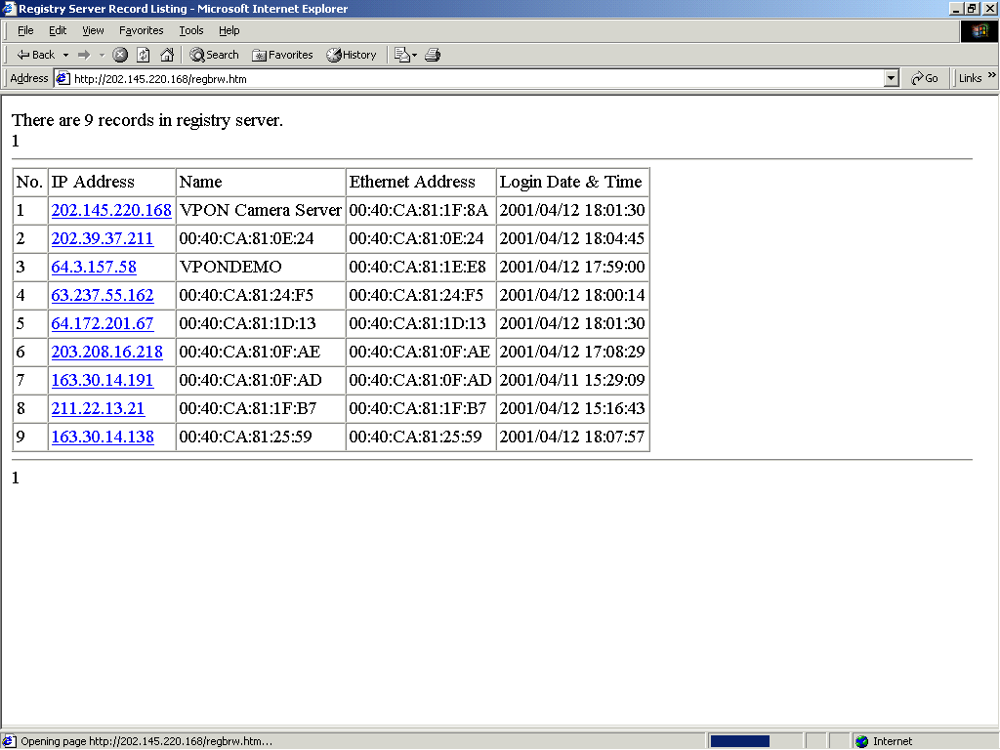 Registry Server Record Listing - Microsoft Internet Explorer
File Edit View Favorites Tools Help
Back Search Favorites History
Address http://202.145.220.168/regbrw.htm Go Links »
There are 9 records in registry server.
1
No. IP Address Name Ethernet Address Login Date & Time
1 202.145.220.168 VPON Camera Server 00:40:CA:81:1F:8A 2001/04/12 18:01:30
2 202.39.37.211 00:40:CA:81:0E:24 00:40:CA:81:0E:24 2001/04/12 18:04:45
3 64.3.157.58 VPONDEMO 00:40:CA:81:1E:E8 2001/04/12 17:59:00
4 63.237.55.162 00:40:CA:81:24:F5 00:40:CA:81:24:F5 2001/04/12 18:00:14
5 64.172.201.67 00:40:CA:81:1D:13 00:40:CA:81:1D:13 2001/04/12 18:01:30
6 203.208.16.218 00:40:CA:81:0F:AE 00:40:CA:81:0F:AE 2001/04/12 17:08:29
7 163.30.14.191 00:40:CA:81:0F:AD 00:40:CA:81:0F:AD 2001/04/11 15:29:09
8 211.22.13.21 00:40:CA:81:1F:B7 00:40:CA:81:1F:B7 2001/04/12 15:16:43
9 163.30.14.138 00:40:CA:81:25:59 00:40:CA:81:25:59 2001/04/12 18:07:57
1
Opening page http://202.145.220.168/regbrw.htm... Internet